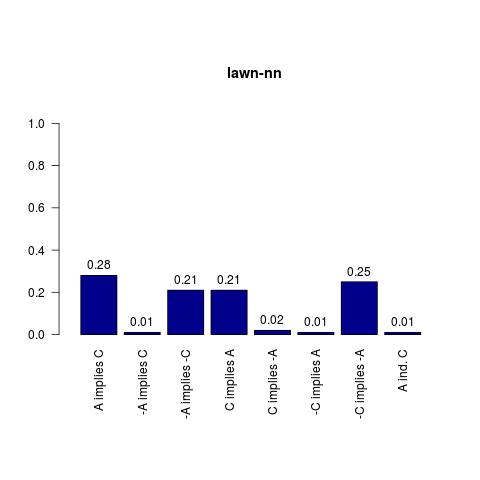 lawn-nn
1.0
0.8
0.6
0.4
0.2
0.0
0.28
0.01
0.21
0.21
0.02
0.01
0.25
0.01
A implies C
-A implies C
-A implies -C
C implies A
C implies -A
-C implies A
-C implies -A
A ind. C